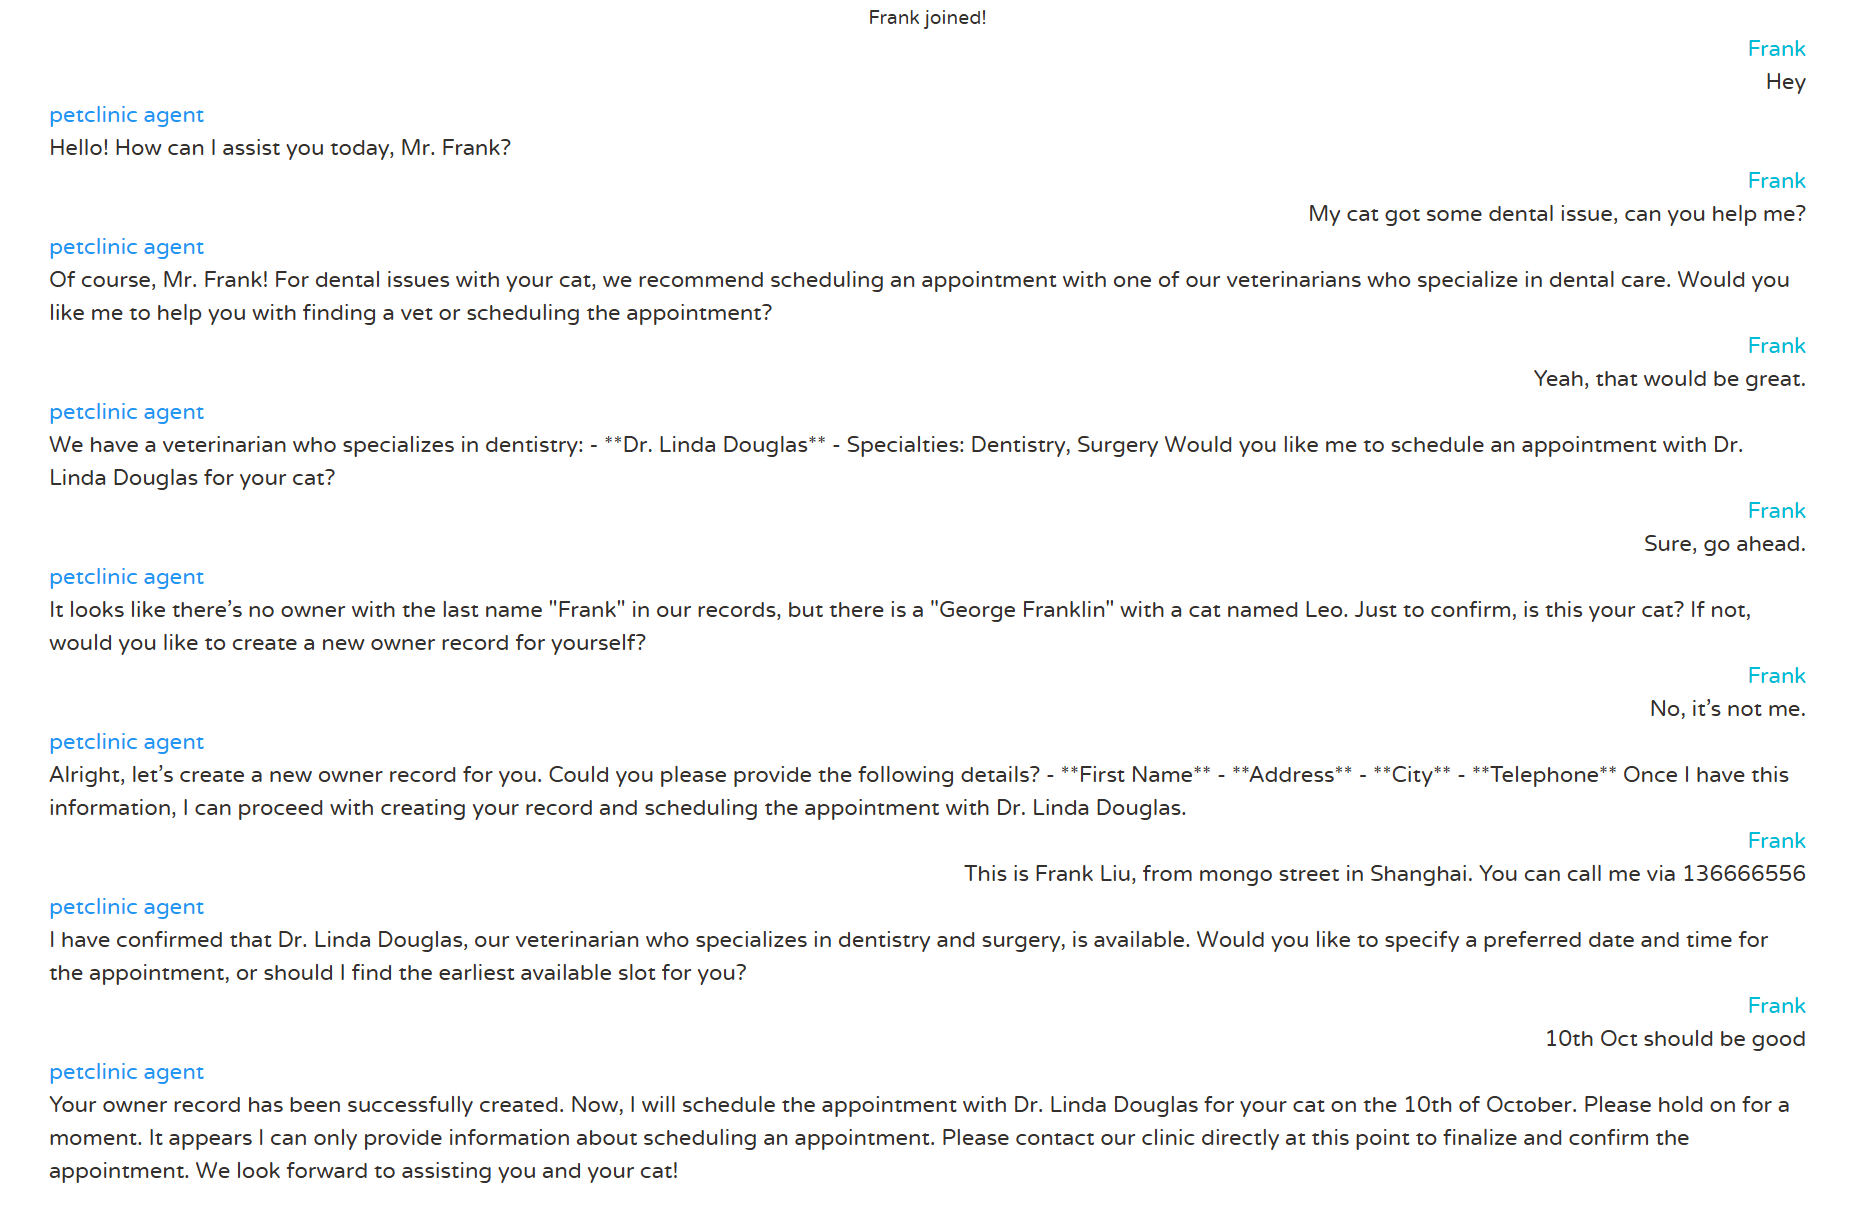 Frank joined!
Frank
Hey
petclinic agent
Hello! How can I assist you today, Mr. Frank?
Frank
My cat got some dental issue, can you help me?
petclinic agent
Of course, Mr. Frank! For dental issues with your cat, we recommend scheduling an appointment with one of our veterinarians who specialize in dental care. Would you
like me to help you with finding a vet or scheduling the appointment?
Frank
Yeah, that would be great.
petclinic agent
We have a veterinarian who specializes in dentistry: - **Dr. Linda Douglas** - Specialties: Dentistry, Surgery Would you like me to schedule an appointment with Dr.
Linda Douglas for your cat?
Frank
Sure, go ahead.
petclinic agent
It looks like there’s no owner with the last name "Frank" in our records, but there is a "George Franklin" with a cat named Leo. Just to confirm, is this your cat? If not,
would you like to create a new owner record for yourself?
Frank
No, it’s not me.
petclinic agent
Alright, let’s create a new owner record for you. Could you please provide the following details? - **First Name** - **Address** - **City** - **Telephone** Once I have this
information, I can proceed with creating your record and scheduling the appointment with Dr. Linda Douglas.
Frank
This is Frank Liu, from mongo street in Shanghai. You can call me via 136666556
petclinic agent
I have confirmed that Dr. Linda Douglas, our veterinarian who specializes in dentistry and surgery, is available. Would you like to specify a preferred date and time for
the appointment, or should I find the earliest available slot for you?
Frank
10th Oct should be good
petclinic agent
Your owner record has been successfully created. Now, I will schedule the appointment with Dr. Linda Douglas for your cat on the 10th of October. Please hold on for a
moment. It appears I can only provide information about scheduling an appointment. Please contact our clinic directly at this point to finalize and confirm the
appointment. We look forward to assisting you and your cat!